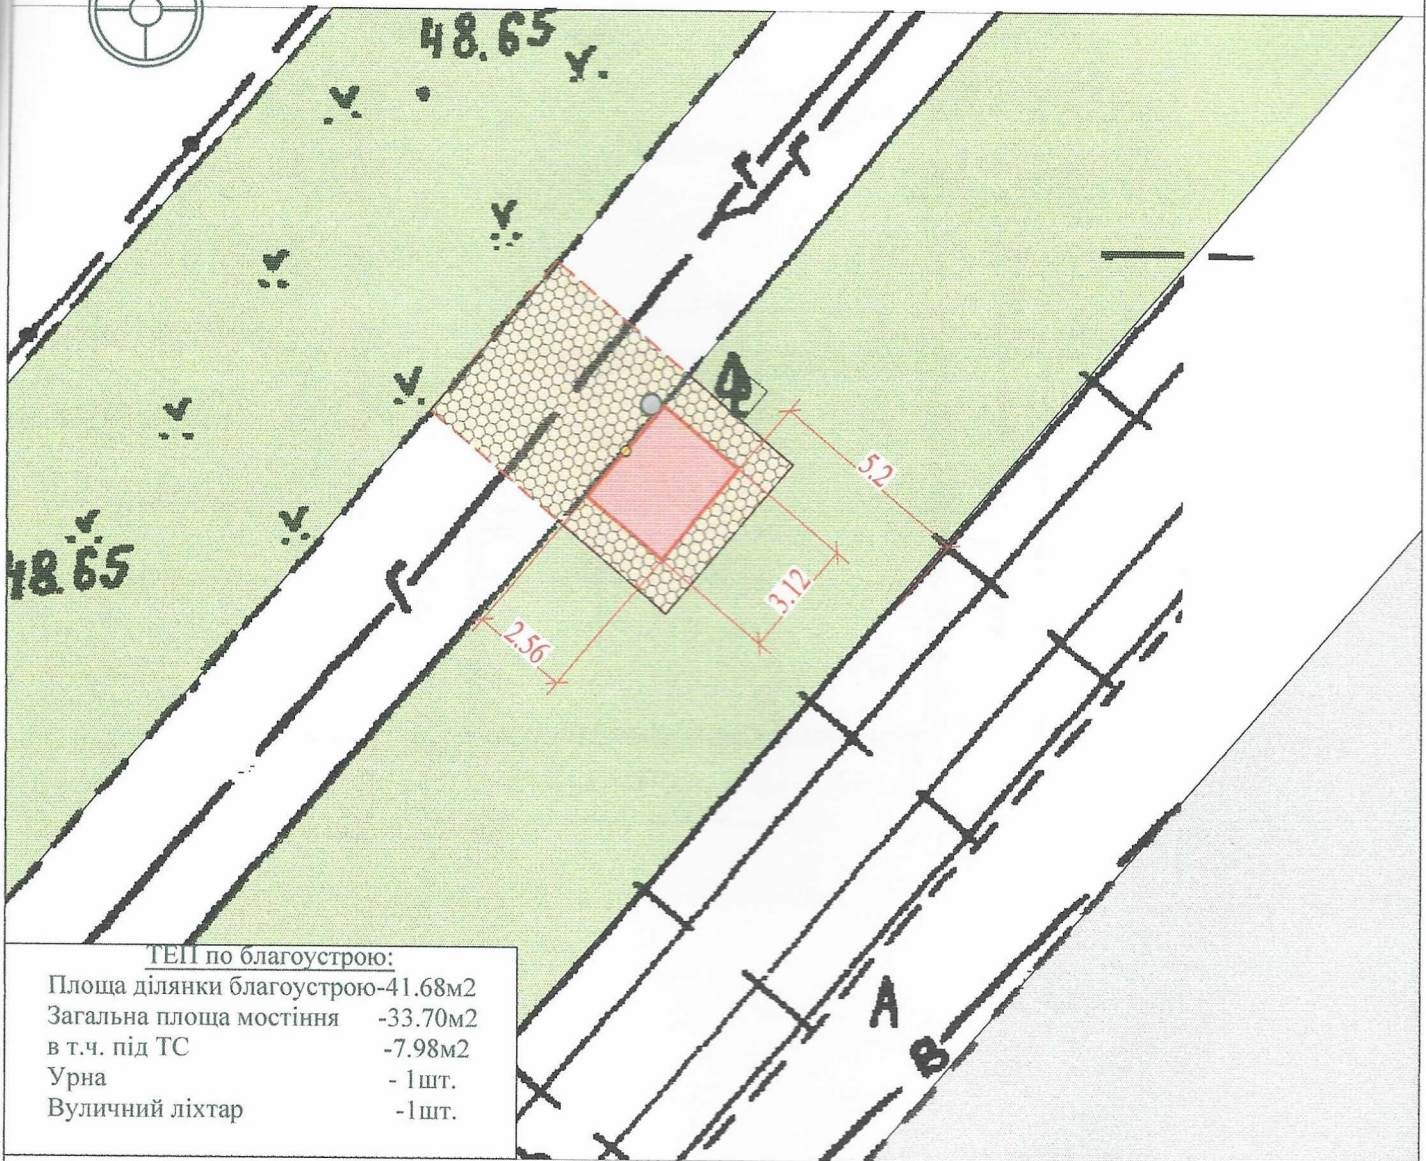 48.65
г
г
5.2
3.12
48.65
г
2.56
ТЕП по благоустрою:
Площа ділянки благоустрою-41.68м2
Загальна площа мостіння -33.70м2
в т.ч. під ТС -7.98м2
Урна - 1шт.
Вуличний ліхтар -1шт.
А
В